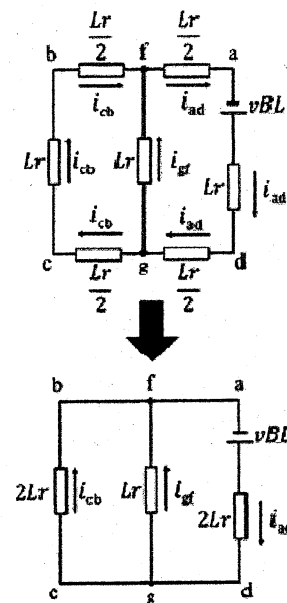 Lr/2 Lr/2
b f a
i_cb i_ad
vBL
Lr i_cb Lr i_gf Lr i_ad
i_cb i_ad
c g d
Lr/2 Lr/2
b f a
vBL
2Lr i_cb Lr i_gf 2Lr i_ad
c g d